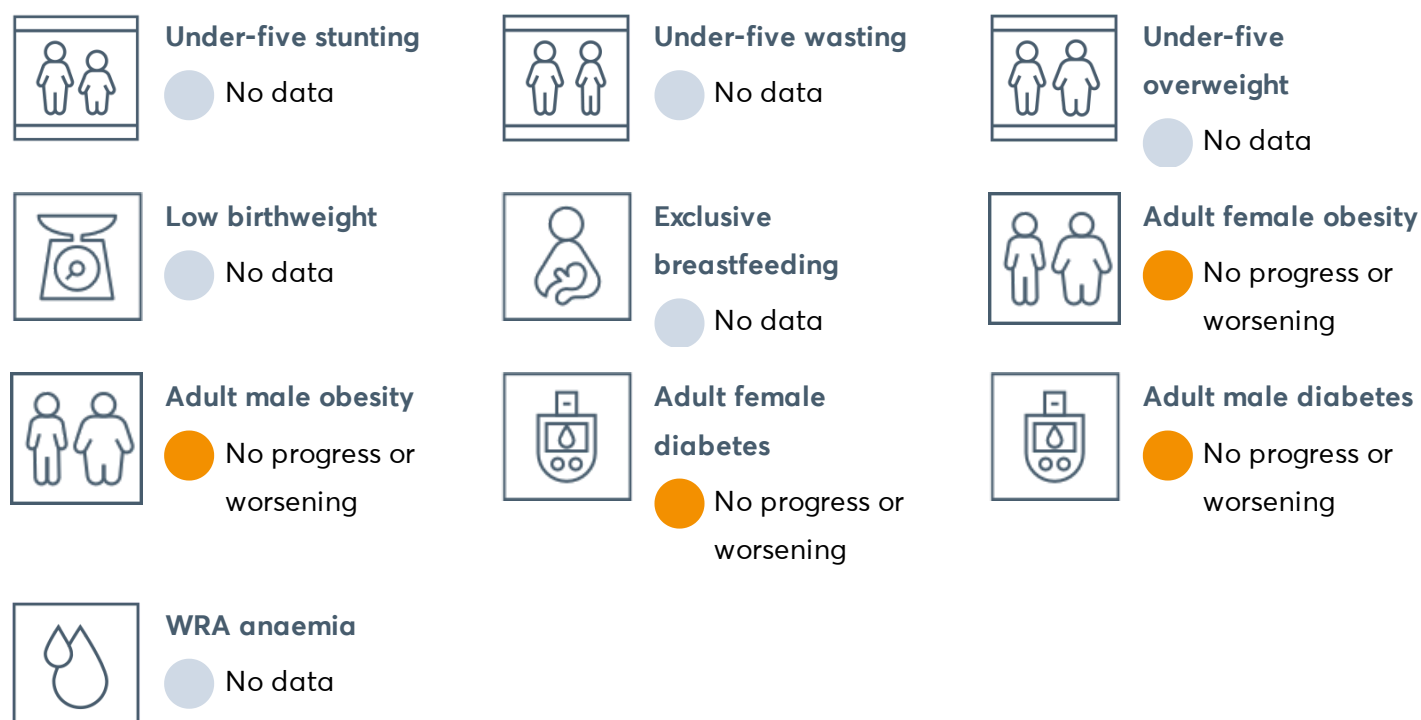 Under-five stunting
No data
Under-five wasting
No data
Under-five
overweight
No data
Low birthweight
No data
Exclusive
breastfeeding
No data
Adult female obesity
No progress or
worsening
Adult male obesity
No progress or
worsening
Adult female
diabetes
No progress or
worsening
Adult male diabetes
No progress or
worsening
WRA anaemia
No data